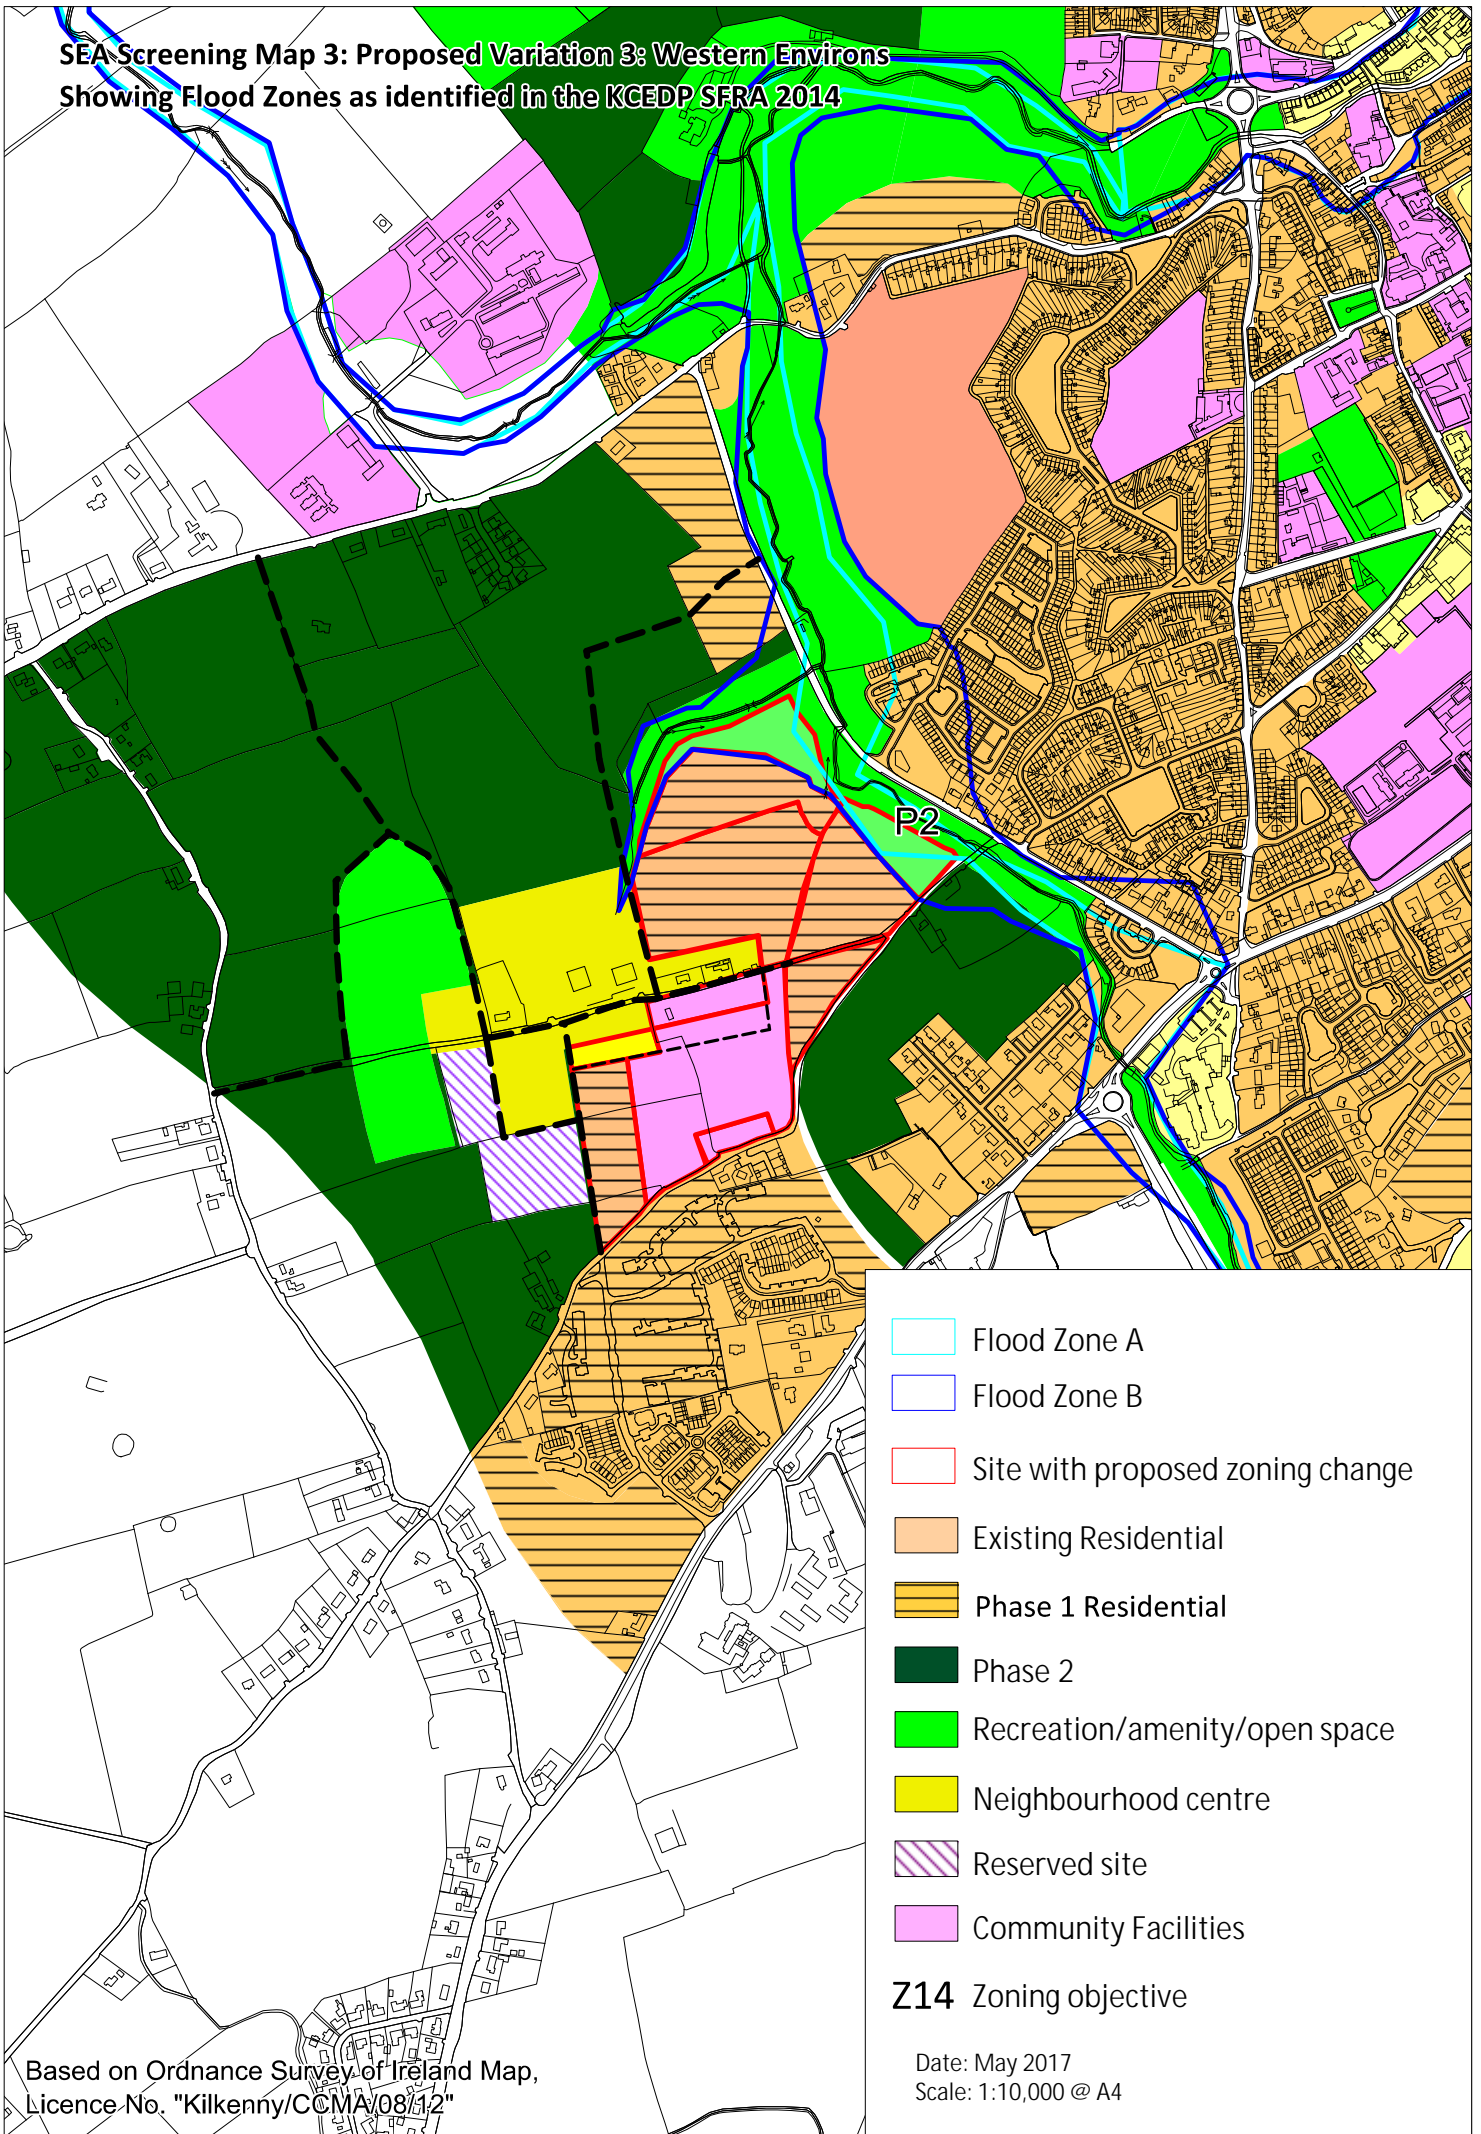 SEA Screening Map 3: Proposed Variation 3: Western Environs
Showing Flood Zones as identified in the KCEDP SFRA 2014
P2
Flood Zone A
Flood Zone B
Site with proposed zoning change
Existing Residential
Phase 1 Residential
Phase 2
Recreation/amenity/open space
Neighbourhood centre
Reserved site
Community Facilities
Z14 Zoning objective
Date: May 2017
Scale: 1:10,000 @ A4
Based on Ordnance Survey of Ireland Map,
Licence No. "Kilkenny/CCMA/08/12"